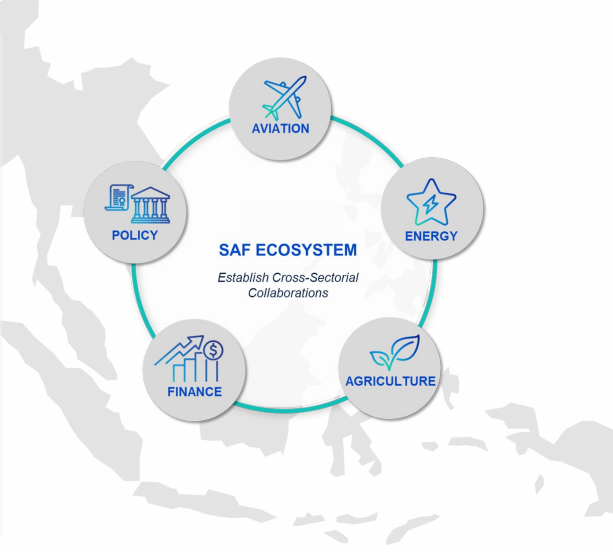 AVIATION
POLICY
ENERGY
SAF ECOSYSTEM
Establish Cross-Sectorial
Collaborations
$
FINANCE
AGRICULTURE